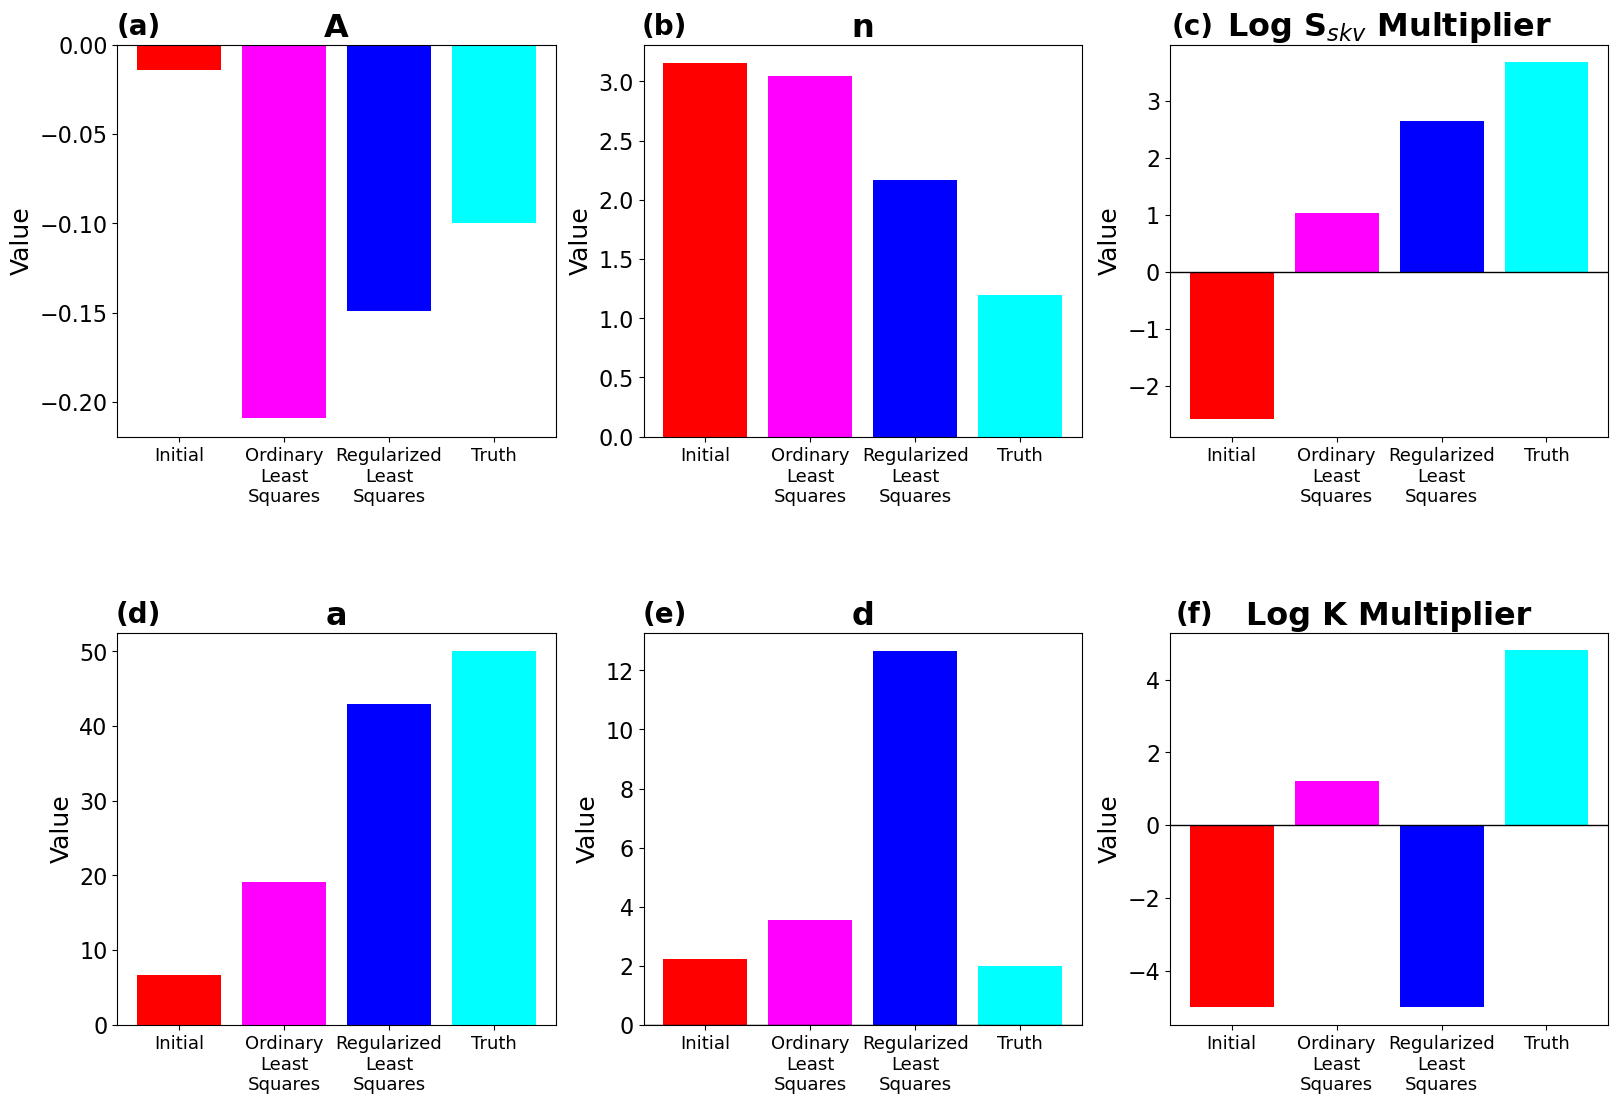 (a) A
0.00
−0.05
−0.10
−0.15
−0.20
Value
Initial
Ordinary
Least
Squares
Regularized
Least
Squares
Truth
(b) n
3.0
2.5
2.0
1.5
1.0
0.5
0.0
Value
Initial
Ordinary
Least
Squares
Regularized
Least
Squares
Truth
(c) Log S_{skv} Multiplier
3
2
1
0
−1
−2
Value
Initial
Ordinary
Least
Squares
Regularized
Least
Squares
Truth
(d) a
50
40
30
20
10
0
Value
Initial
Ordinary
Least
Squares
Regularized
Least
Squares
Truth
(e) d
12
10
8
6
4
2
0
Value
Initial
Ordinary
Least
Squares
Regularized
Least
Squares
Truth
(f) Log K Multiplier
4
2
0
−2
−4
Value
Initial
Ordinary
Least
Squares
Regularized
Least
Squares
Truth